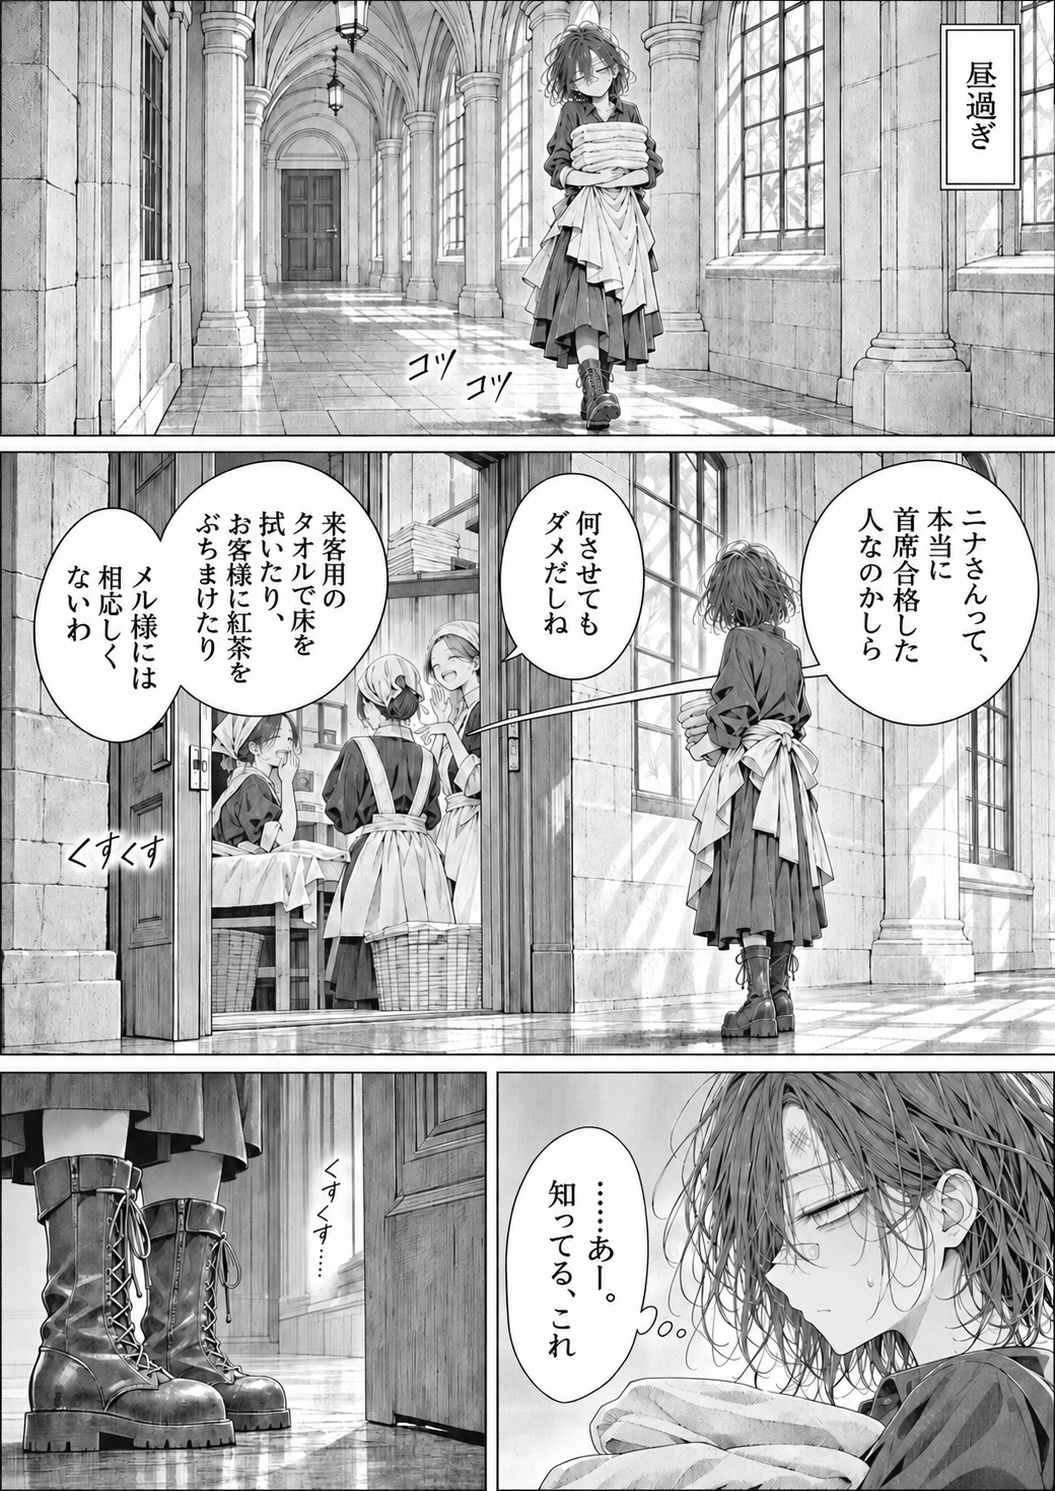 昼過ぎ
コツ
コツ
ニナさんって、
本当に
首席合格した
人なのかしら
何させても
ダメだしね
来客用の
タオルで床を
拭いたり、
お客様に紅茶を
ぶちまけたり
メル様には
相応しく
ないわ
くすくす
……あー。
知ってる、これ
くすくす……